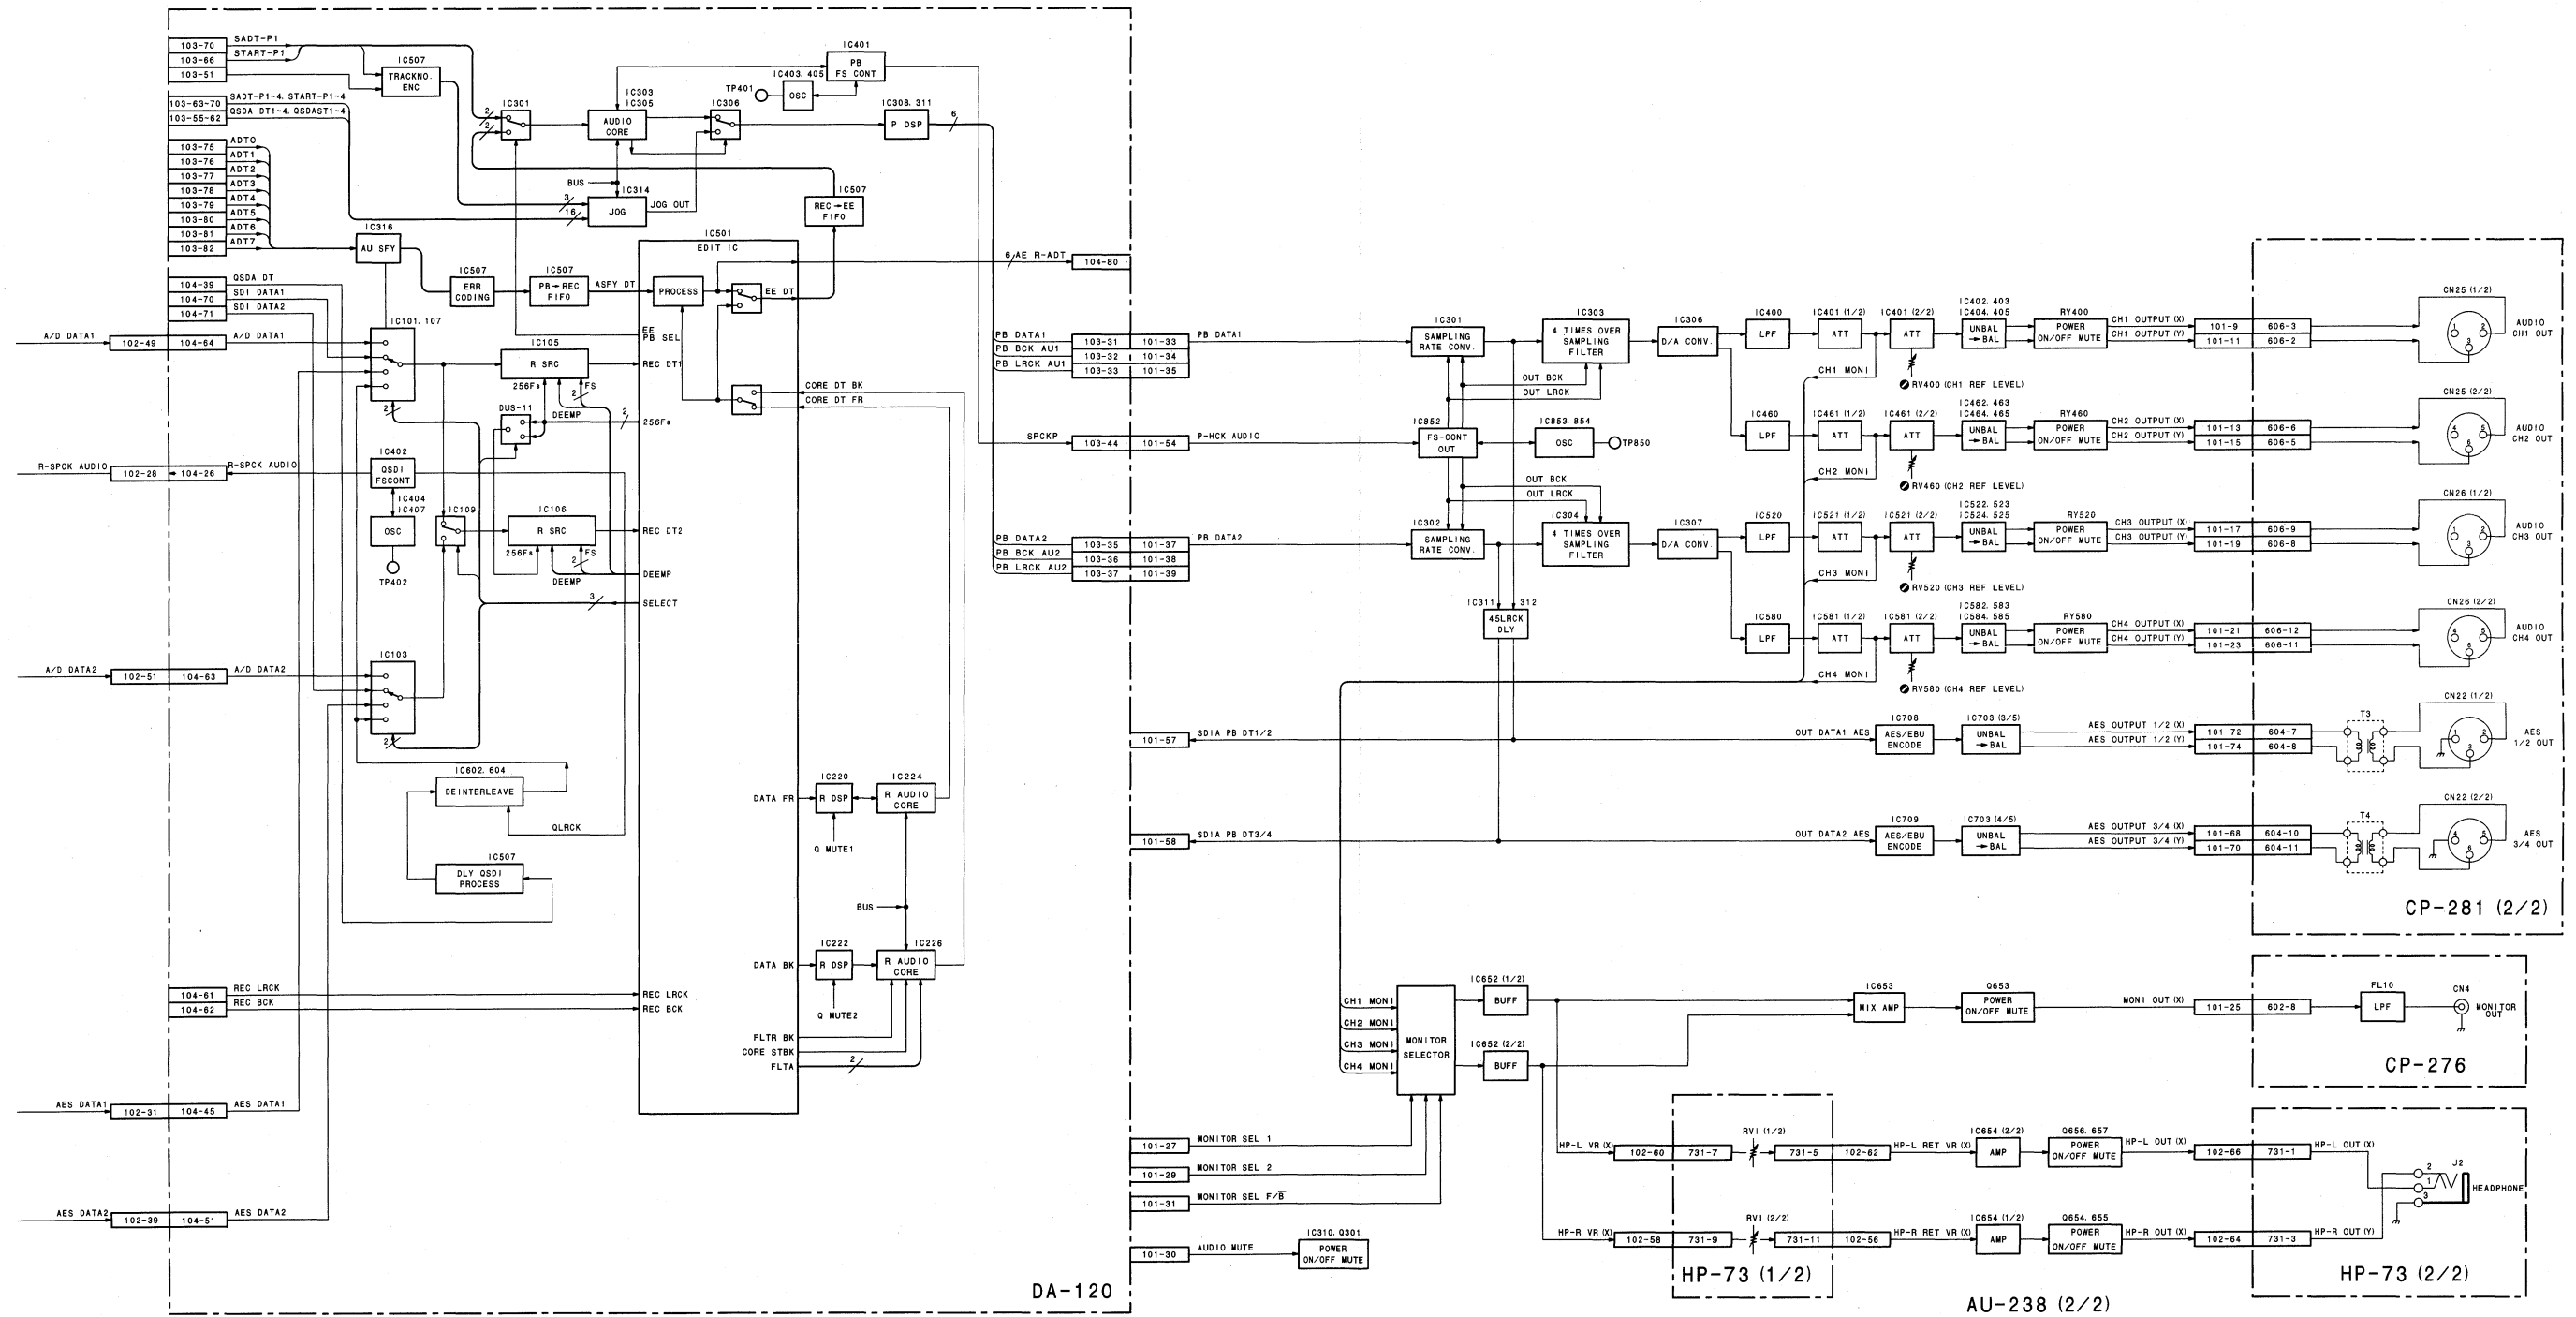 103-70 SADT-P1
103-66 START-P1
103-51
IC507
TRACKNO.
ENC
103-63-70 SADT-P1~4. START-P1~4
103-55-62 QSDA DT1~4. QSDAST1~4
103-75 ADT0
103-76 ADT1
103-77 ADT2
103-78 ADT3
103-79 ADT4
103-80 ADT5
103-81 ADT6
103-82 ADT7
IC301
2
2
IC303
IC305
AUDIO
CORE
IC306
IC401
PB
FS CONT
IC403. 405
OSC
TP401
IC308. 311
P DSP
6
BUS
IC314
JOG
3
16
JOG OUT
IC507
REC→EE
FIFO
IC316
AU SFY
IC507
ERR
CODING
IC507
PB→REC
FIFO
ASFY DT
IC501
EDIT IC
PROCESS
EE DT
6 AE R-ADT 104-80
104-39 QSDA DT
104-70 SDI DATA1
104-71 SDI DATA2
A/D DATA1 102-49 104-64 A/D DATA1
IC101. 107
2
IC105
R SRC
256Fs
2
FS
DEEMP
DUS-11
EE
PB SEL
REC DT1
2
256Fs
CORE DT BK
CORE DT FR
R-SPCK AUDIO 102-28 104-26 R-SPCK AUDIO
IC402
QSDI
FSCONT
IC404
IC407
OSC
TP402
IC109
IC106
R SRC
256Fs
2
FS
DEEMP
REC DT2
DEEMP
3
SELECT
A/D DATA2 102-51 104-63 A/D DATA2
IC103
2
IC602. 604
DEINTERLEAVE
QLRCK
IC507
DLY QSDI
PROCESS
DATA FR
IC220
R DSP
Q MUTE1
IC224
R AUDIO
CORE
BUS
DATA BK
IC222
R DSP
Q MUTE2
IC226
R AUDIO
CORE
104-61 REC LRCK
104-62 REC BCK
REC LRCK
REC BCK
FLTR BK
CORE STBK
FLTA
2
AES DATA1 102-31 104-45 AES DATA1
AES DATA2 102-39 104-51 AES DATA2
DA-120
PB DATA1 103-31 101-33 PB DATA1
PB BCK AU1 103-32 101-34
PB LRCK AU1 103-33 101-35
SPCKP 103-44 101-54 P-HCK AUDIO
PB DATA2 103-35 101-37 PB DATA2
PB BCK AU2 103-36 101-38
PB LRCK AU2 103-37 101-39
IC301
SAMPLING
RATE CONV.
IC303
4 TIMES OVER
SAMPLING
FILTER
OUT BCK
OUT LRCK
IC306
D/A CONV.
IC852
FS-CONT
OUT
IC853. 854
OSC
TP850
OUT BCK
OUT LRCK
IC302
SAMPLING
RATE CONV.
IC304
4 TIMES OVER
SAMPLING
FILTER
IC307
D/A CONV.
IC311 312
45LRCK
DLY
IC400
LPF
IC401 (1/2)
ATT
IC401 (2/2)
ATT
IC402. 403
IC404. 405
UNBAL
→BAL
RY400
POWER
ON/OFF MUTE
CH1 OUTPUT (X) 101-9 606-3
CH1 OUTPUT (Y) 101-11 606-2
CH1 MONI
RV400 (CH1 REF LEVEL)
CN25 (1/2)
1 2
3
AUDIO
CH1 OUT
IC460
LPF
IC461 (1/2)
ATT
IC461 (2/2)
ATT
IC462. 463
IC464. 465
UNBAL
→BAL
RY460
POWER
ON/OFF MUTE
CH2 OUTPUT (X) 101-13 606-6
CH2 OUTPUT (Y) 101-15 606-5
CH2 MONI
RV460 (CH2 REF LEVEL)
CN25 (2/2)
4 5
6
AUDIO
CH2 OUT
IC520
LPF
IC521 (1/2)
ATT
IC521 (2/2)
ATT
IC522. 523
IC524. 525
UNBAL
→BAL
RY520
POWER
ON/OFF MUTE
CH3 OUTPUT (X) 101-17 606-9
CH3 OUTPUT (Y) 101-19 606-8
CH3 MONI
RV520 (CH3 REF LEVEL)
CN26 (1/2)
1 2
3
AUDIO
CH3 OUT
IC580
LPF
IC581 (1/2)
ATT
IC581 (2/2)
ATT
IC582. 583
IC584. 585
UNBAL
→BAL
RY580
POWER
ON/OFF MUTE
CH4 OUTPUT (X) 101-21 606-12
CH4 OUTPUT (Y) 101-23 606-11
CH4 MONI
RV580 (CH4 REF LEVEL)
CN26 (2/2)
4 5
6
AUDIO
CH4 OUT
101-57 SDIA PB DT1/2
OUT DATA1 AES
IC708
AES/EBU
ENCODE
IC703 (3/5)
UNBAL
→BAL
AES OUTPUT 1/2 (X) 101-72 604-7
AES OUTPUT 1/2 (Y) 101-74 604-8
T3
CN22 (1/2)
1 2
3
AES
1/2 OUT
101-58 SDIA PB DT3/4
OUT DATA2 AES
IC709
AES/EBU
ENCODE
IC703 (4/5)
UNBAL
→BAL
AES OUTPUT 3/4 (X) 101-68 604-10
AES OUTPUT 3/4 (Y) 101-70 604-11
T4
CN22 (2/2)
4 5
6
AES
3/4 OUT
CP-281 (2/2)
CH1 MONI
CH2 MONI
CH3 MONI
CH4 MONI
MONITOR
SELECTOR
IC652 (1/2)
BUFF
IC652 (2/2)
BUFF
IC653
MIX AMP
Q653
POWER
ON/OFF MUTE
MONI OUT (X) 101-25 602-8
FL10
LPF
CN4
MONITOR
OUT
CP-276
101-27 MONITOR SEL 1
101-29 MONITOR SEL 2
101-31 MONITOR SEL F/B̅
101-30 AUDIO MUTE
IC310. Q301
POWER
ON/OFF MUTE
HP-L VR (X) 102-60 731-7
RV1 (1/2)
731-5 102-62 HP-L RET VR (X)
IC654 (2/2)
AMP
Q656. 657
POWER
ON/OFF MUTE
HP-L OUT (X) 102-66 731-1 HP-L OUT (X)
HP-R VR (X) 102-58 731-9
RV1 (2/2)
731-11 102-56 HP-R RET VR (X)
IC654 (1/2)
AMP
Q654. 655
POWER
ON/OFF MUTE
HP-R OUT (X) 102-64 731-3 HP-R OUT (Y)
J2
2
1
3
HEADPHONE
HP-73 (1/2)
HP-73 (2/2)
AU-238 (2/2)